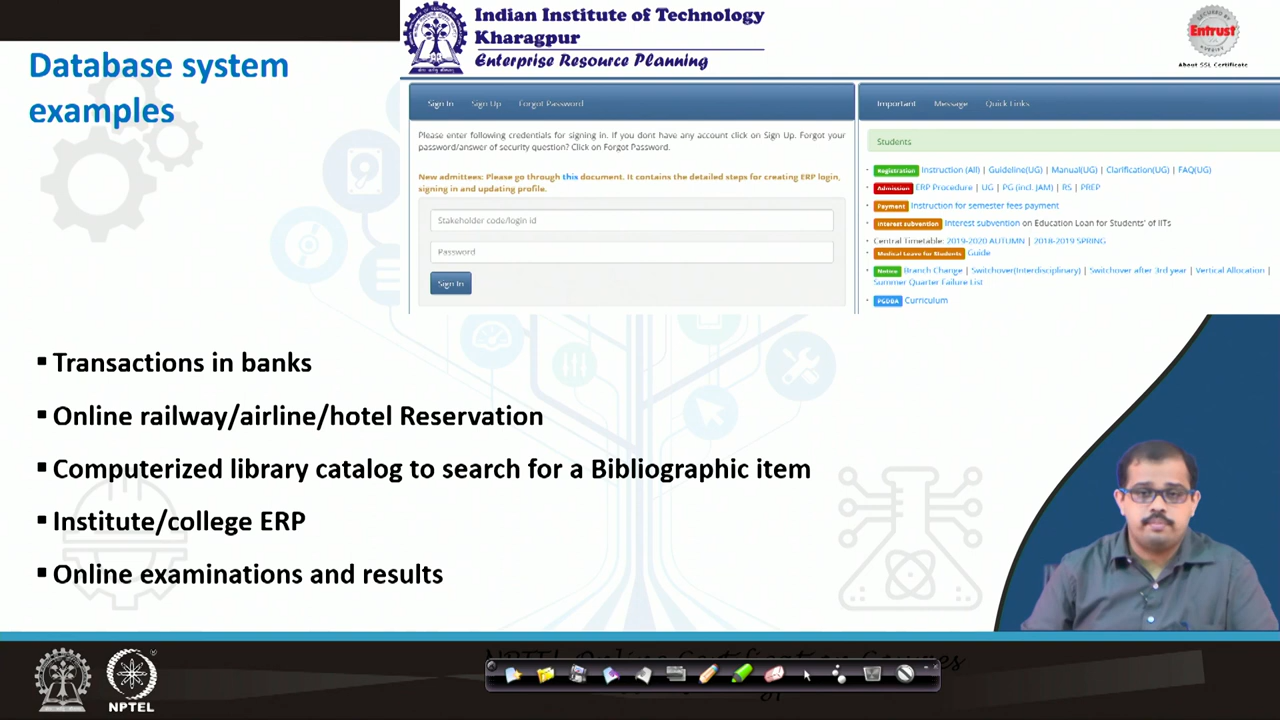 Database system
examples
Indian Institute of Technology
Kharagpur
Enterprise Resource Planning
SECURED BY
Entrust
About SSL Certificate
Sign In Sign Up Forgot Password
Please enter following credentials for signing in. If you dont have any account click on Sign Up. Forgot your
password/answer of security question? Click on Forgot Password.
New admittees: Please go through this document. It contains the detailed steps for creating ERP login,
signing in and updating profile.
Stakeholder code/login id
Password
Sign In
Important Message Quick Links
Students
Registration Instruction (All) | Guideline(UG) | Manual(UG) | Clarification(UG) | FAQ(UG)
Admission ERP Procedure | UG | PG (incl. JAM) | RS | PREP
Payment Instruction for semester fees payment
Interest subvention Interest subvention on Education Loan for Students' of IITs
Central Timetable: 2019-2020 AUTUMN | 2018-2019 SPRING
Medical Leave for Students Guide
Notice Branch Change | Switchover(Interdisciplinary) | Switchover after 3rd year | Vertical Allocation |
Summer Quarter Failure List
PGDBA Curriculum
▪ Transactions in banks
▪ Online railway/airline/hotel Reservation
▪ Computerized library catalog to search for a Bibliographic item
▪ Institute/college ERP
▪ Online examinations and results
NPTEL Online Certification Courses
NPTEL